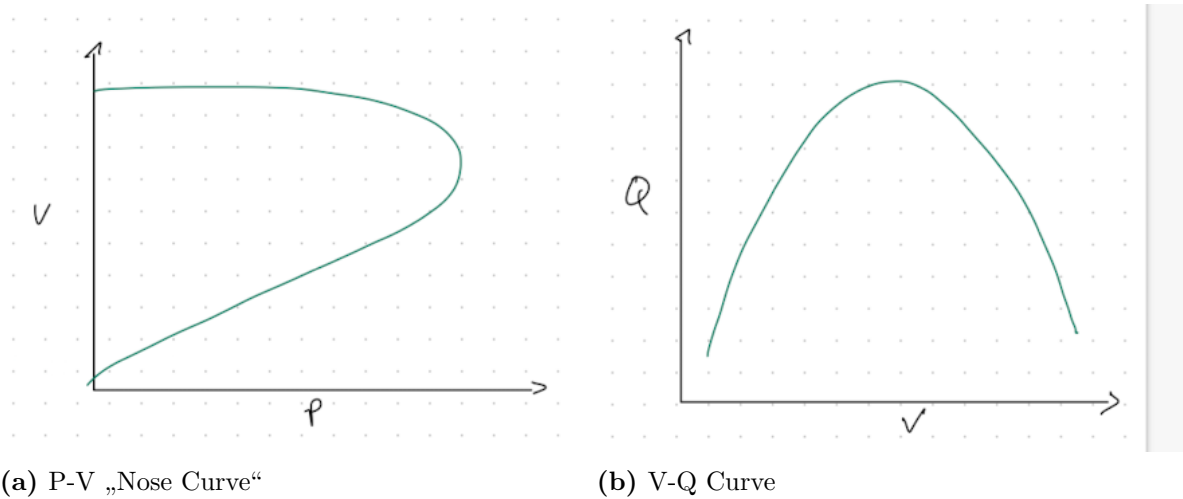 V
P
Q
V
(a) P-V „Nose Curve“
(b) V-Q Curve